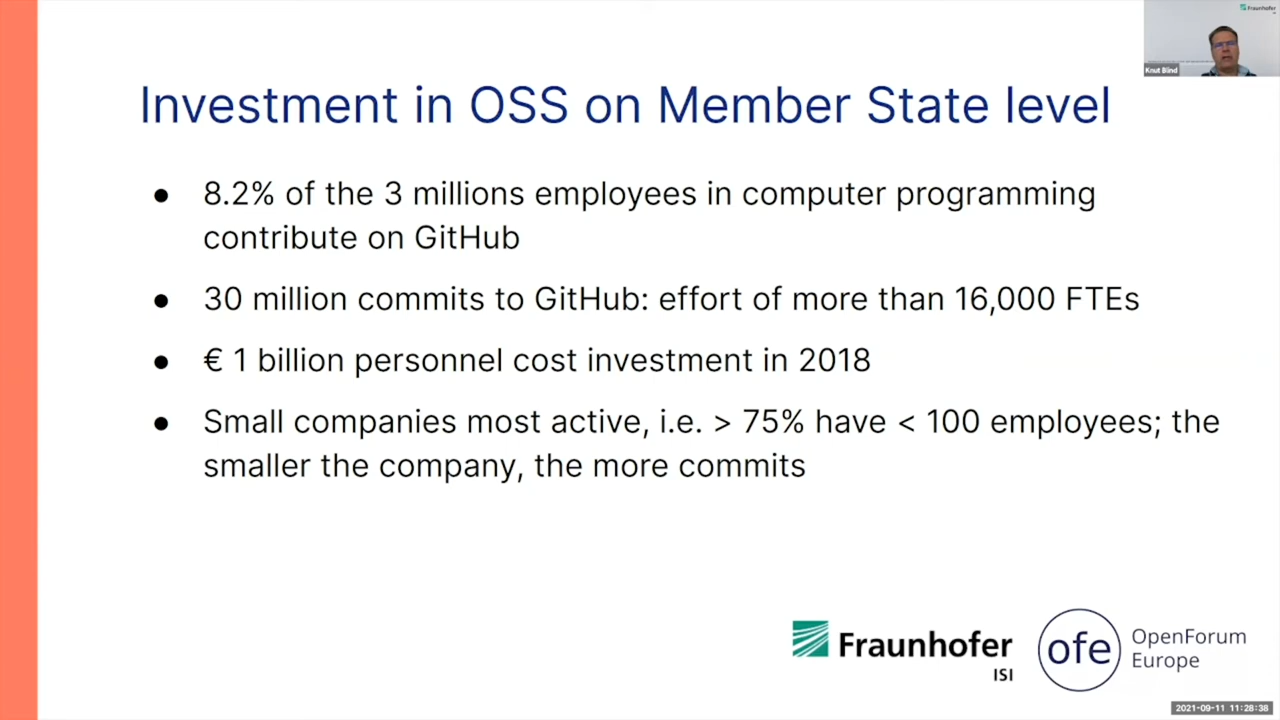 Fraunhofer
Knut Blind
Investment in OSS on Member State level
● 8.2% of the 3 millions employees in computer programming
contribute on GitHub
● 30 million commits to GitHub: effort of more than 16,000 FTEs
● € 1 billion personnel cost investment in 2018
● Small companies most active, i.e. > 75% have < 100 employees; the
smaller the company, the more commits
Fraunhofer
ISI
ofe
OpenForum
Europe
2021-09-11 11:28:38